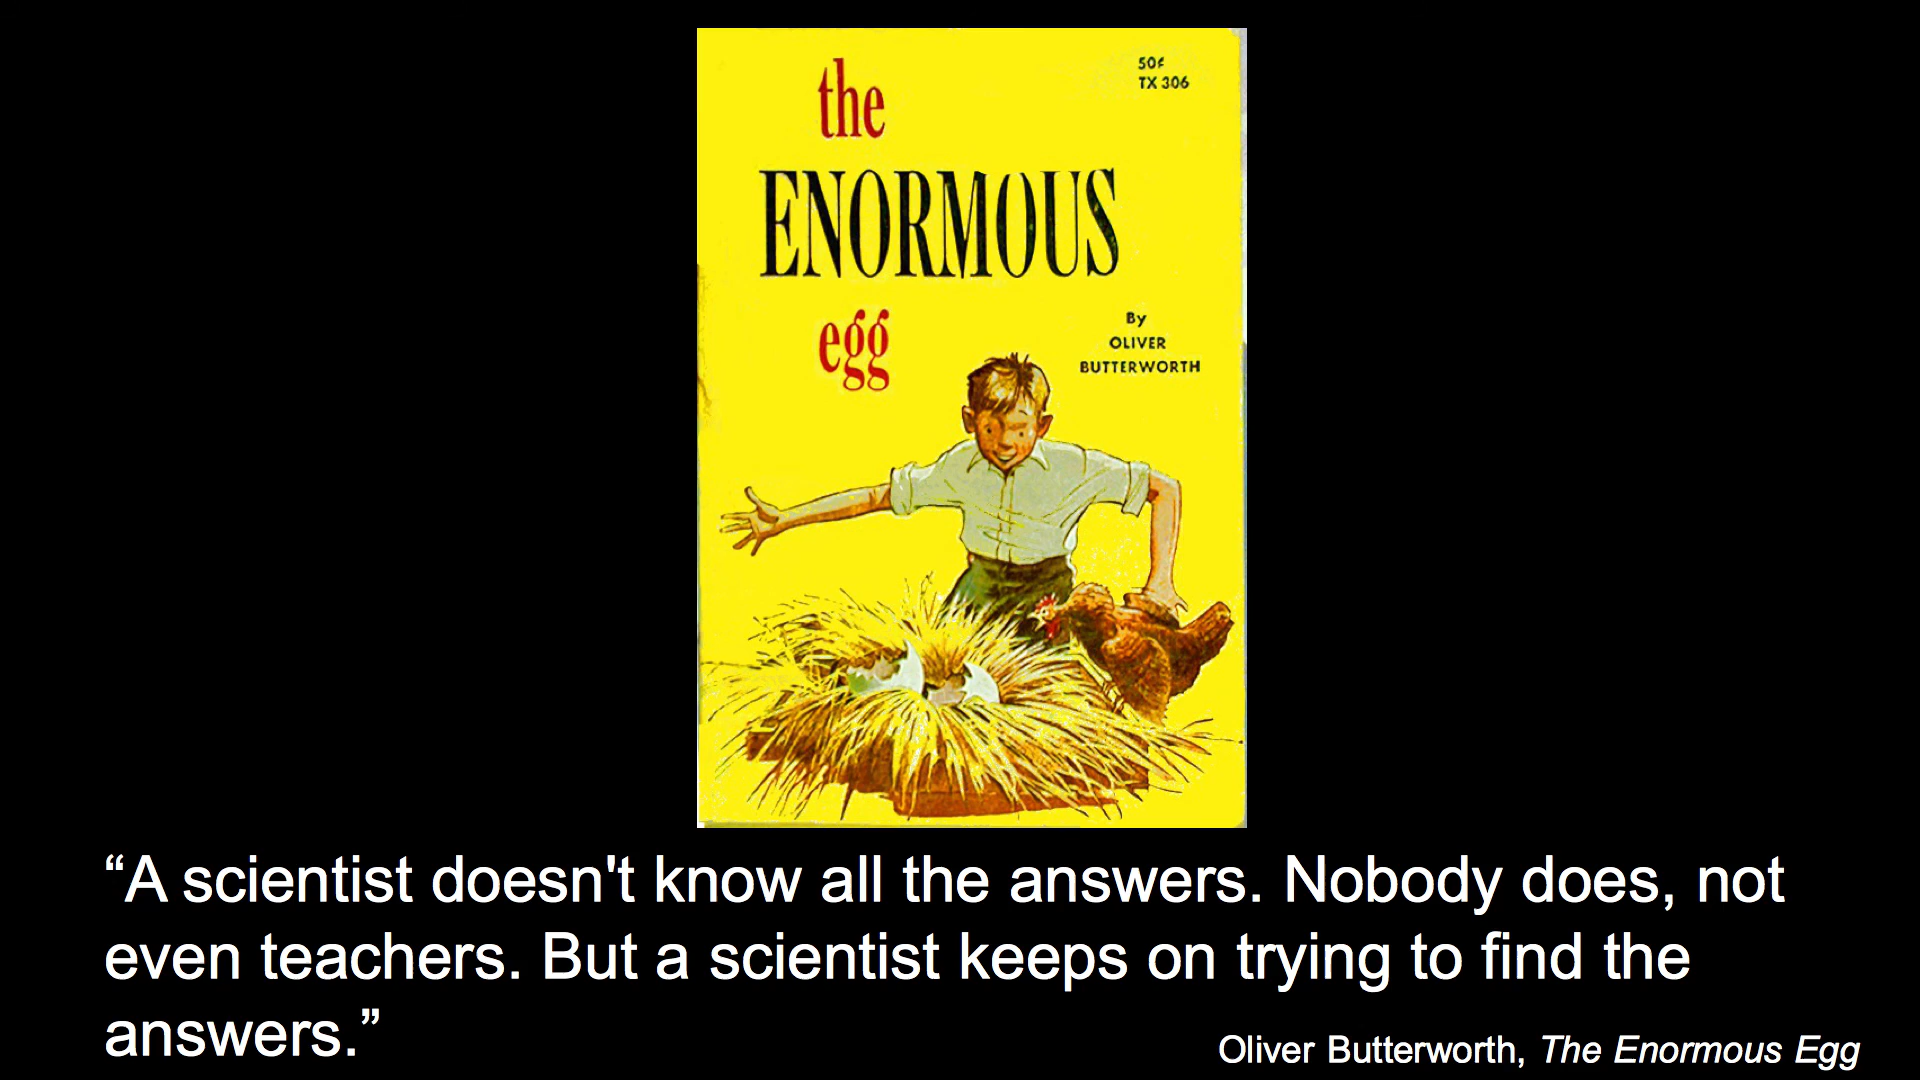 the
50¢
TX 306
ENORMOUS
egg
By
OLIVER
BUTTERWORTH
“A scientist doesn't know all the answers. Nobody does, not
even teachers. But a scientist keeps on trying to find the
answers.”
Oliver Butterworth, The Enormous Egg